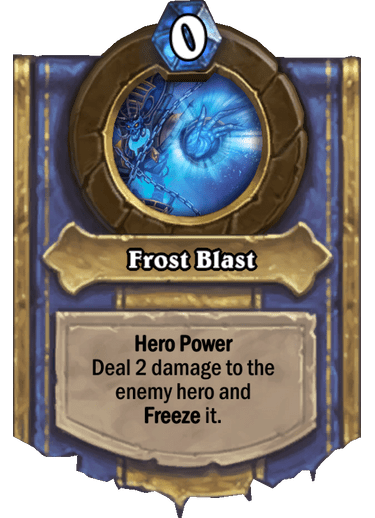 0
Frost Blast
Hero Power
Deal 2 damage to the
enemy hero and
Freeze it.